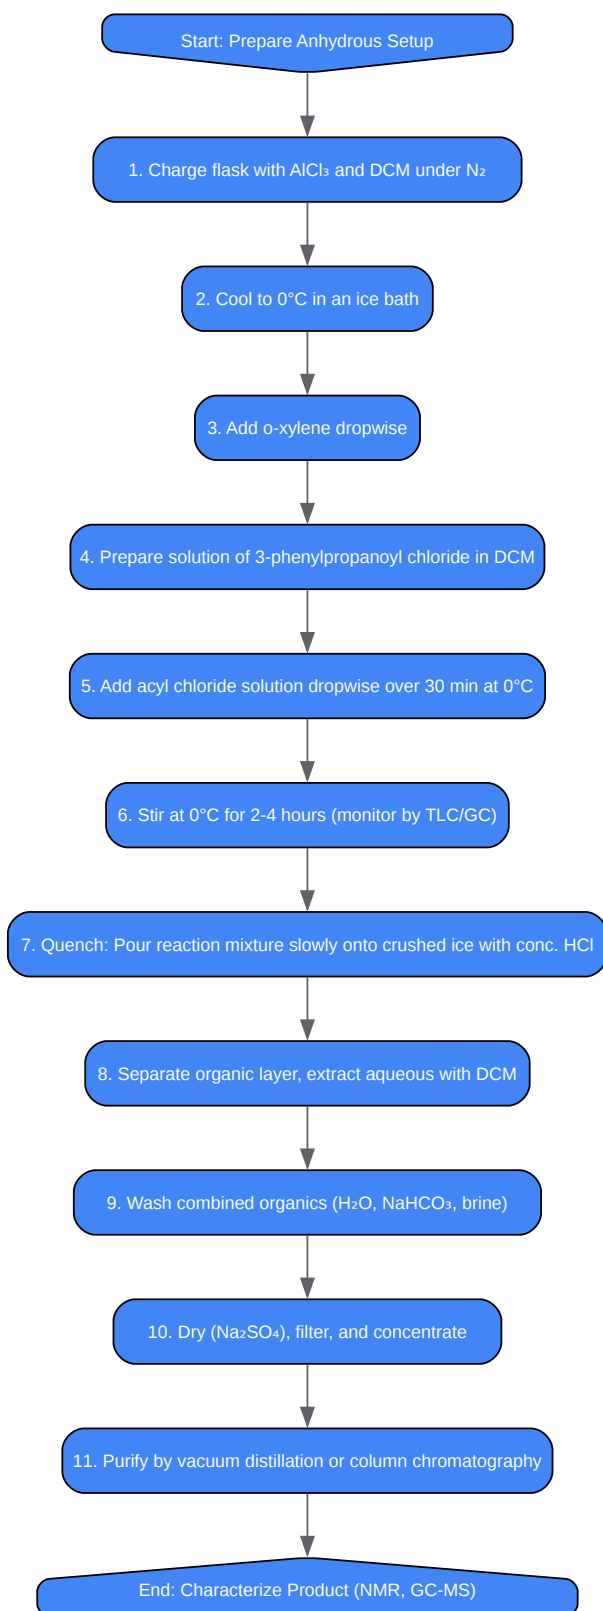 Start: Prepare Anhydrous Setup
1. Charge flask with AlCl₃ and DCM under N₂
2. Cool to 0°C in an ice bath
3. Add o-xylene dropwise
4. Prepare solution of 3-phenylpropanoyl chloride in DCM
5. Add acyl chloride solution dropwise over 30 min at 0°C
6. Stir at 0°C for 2-4 hours (monitor by TLC/GC)
7. Quench: Pour reaction mixture slowly onto crushed ice with conc. HCl
8. Separate organic layer, extract aqueous with DCM
9. Wash combined organics (H₂O, NaHCO₃, brine)
10. Dry (Na₂SO₄), filter, and concentrate
11. Purify by vacuum distillation or column chromatography
End: Characterize Product (NMR, GC-MS)